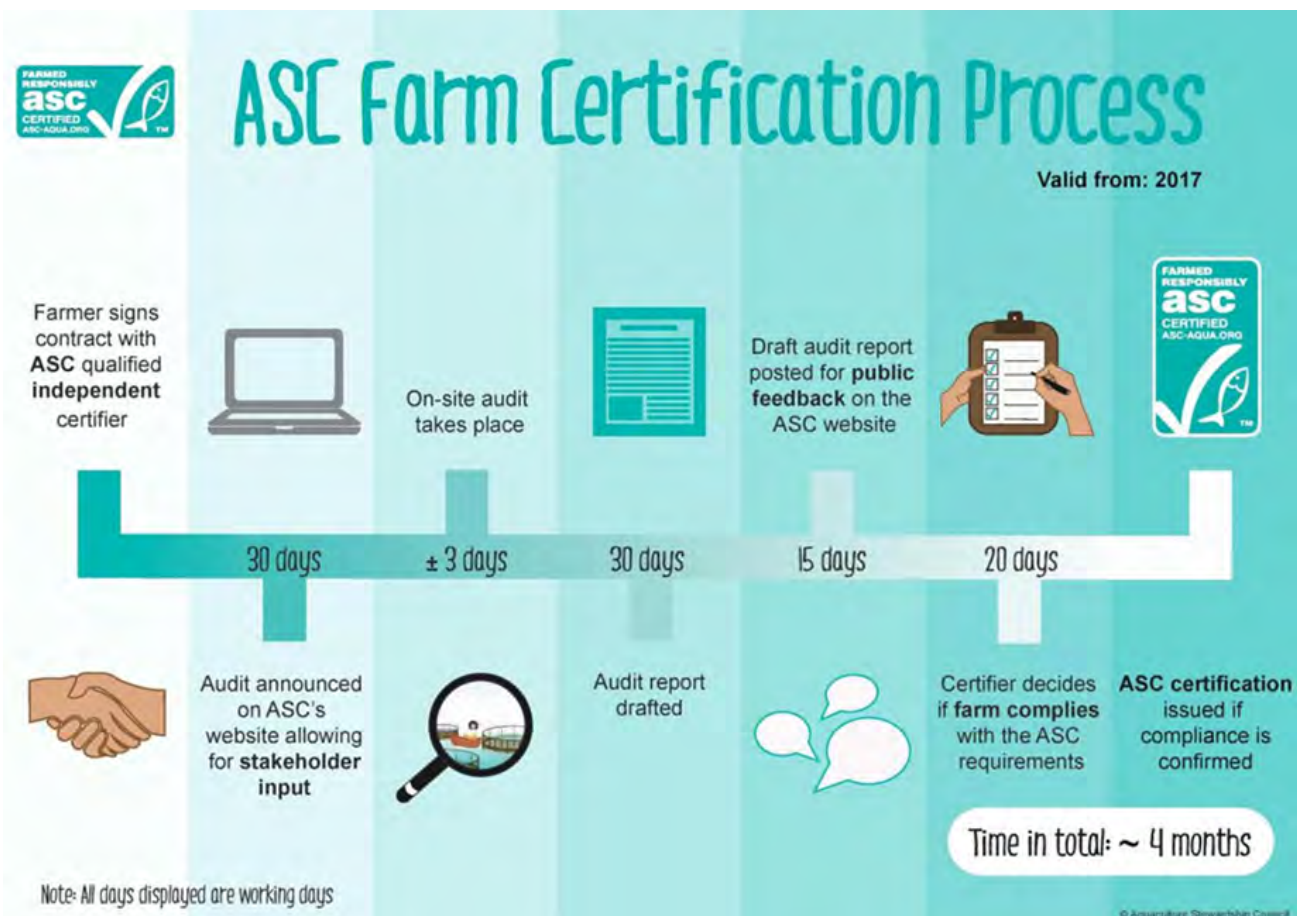 FARMED
RESPONSIBLY
asc
CERTIFIED
ASC-AQUA.ORG
TM
ASC Farm Certification Process
Valid from: 2017
Farmer signs
contract with
ASC qualified
independent
certifier
On-site audit
takes place
Draft audit report
posted for public
feedback on the
ASC website
FARMED
RESPONSIBLY
asc
CERTIFIED
ASC-AQUA.ORG
TM
30 days
± 3 days
30 days
15 days
20 days
Audit announced
on ASC's
website allowing
for stakeholder
input
Audit report
drafted
Certifier decides
if farm complies
with the ASC
requirements
ASC certification
issued if
compliance is
confirmed
Time in total: ~ 4 months
Note: All days displayed are working days
© Aquaculture Stewardship Council